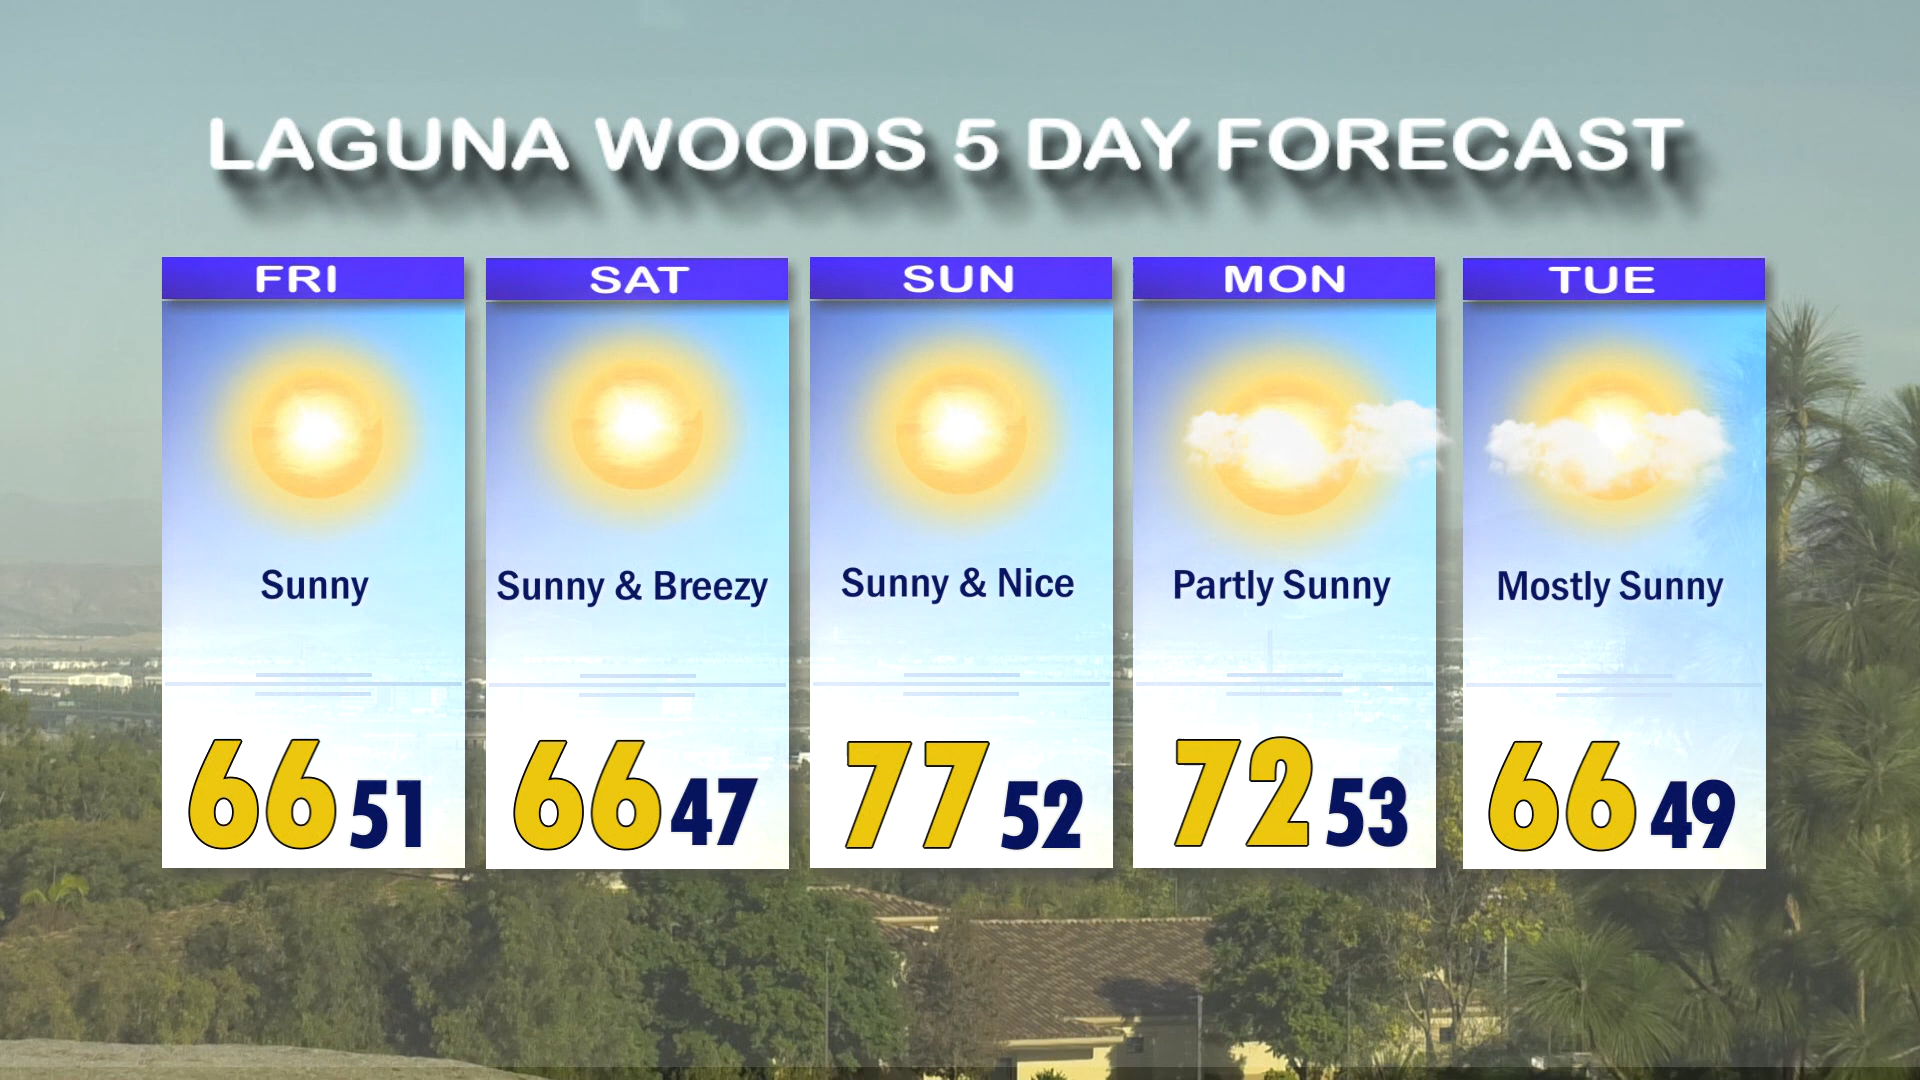 LAGUNA WOODS 5 DAY FORECAST
FRI
Sunny
66 51
SAT
Sunny & Breezy
66 47
SUN
Sunny & Nice
77 52
MON
Partly Sunny
72 53
TUE
Mostly Sunny
66 49